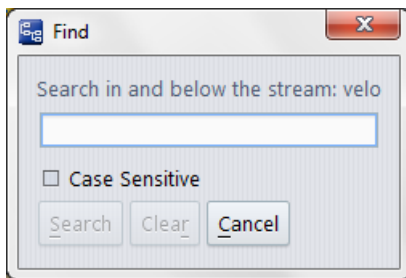 Find
Search in and below the stream: velo
Case Sensitive
Search Clear Cancel